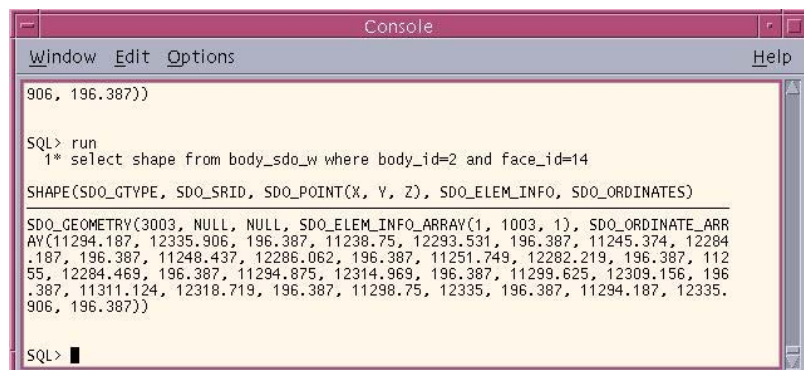 Console
Window Edit Options Help
906, 196.387))
SQL> run
1* select shape from body_sdo_w where body_id=2 and face_id=14
SHAPE(SDO_GTYPE, SDO_SRID, SDO_POINT(X, Y, Z), SDO_ELEM_INFO, SDO_ORDINATES)
SDO_GEOMETRY(3003, NULL, NULL, SDO_ELEM_INFO_ARRAY(1, 1003, 1), SDO_ORDINATE_ARR
AY(11294.187, 12335.906, 196.387, 11238.75, 12293.531, 196.387, 11245.374, 12284
.187, 196.387, 11248.437, 12286.062, 196.387, 11251.749, 12282.219, 196.387, 112
55, 12284.469, 196.387, 11294.875, 12314.969, 196.387, 11299.625, 12309.156, 196
.387, 11311.124, 12318.719, 196.387, 11298.75, 12335, 196.387, 11294.187, 12335.
906, 196.387))
SQL>